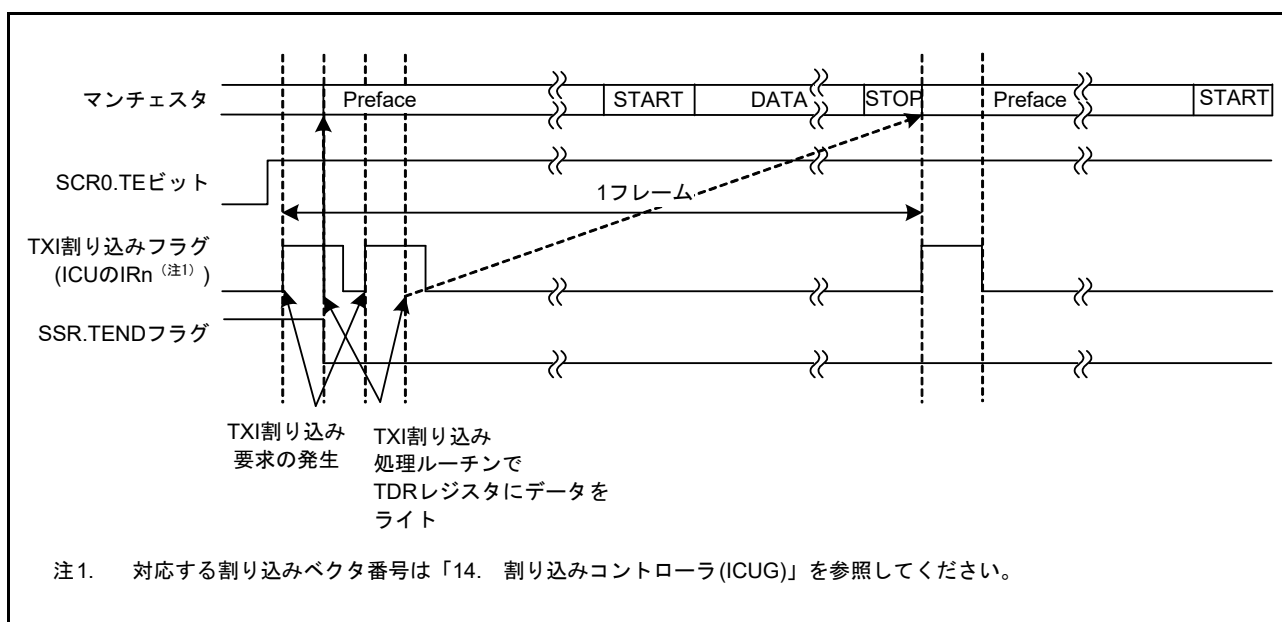 マンチェスタ Preface START DATA STOP Preface START
SCR0.TEビット
1フレーム
TXI割り込みフラグ
(ICUのIRn (注1) )
SSR.TENDフラグ
TXI割り込み
要求の発生
TXI割り込み
処理ルーチンで
TDRレジスタにデータを
ライト
注1. 対応する割り込みベクタ番号は「14. 割り込みコントローラ(ICUG)」を参照してください。